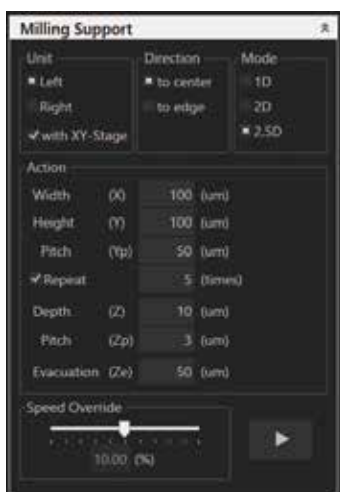 Milling Support
Unit Direction Mode
Left to center 1D
Right to edge 2D
with XY-Stage 2.5D
Action
Width (X) 100 (um)
Height (Y) 100 (um)
Pitch (Yp) 50 (um)
Repeat 5 (times)
Depth (Z) 10 (um)
Pitch (Zp) 3 (um)
Evacuation (Ze) 50 (um)
Speed Override
10.00 (%)